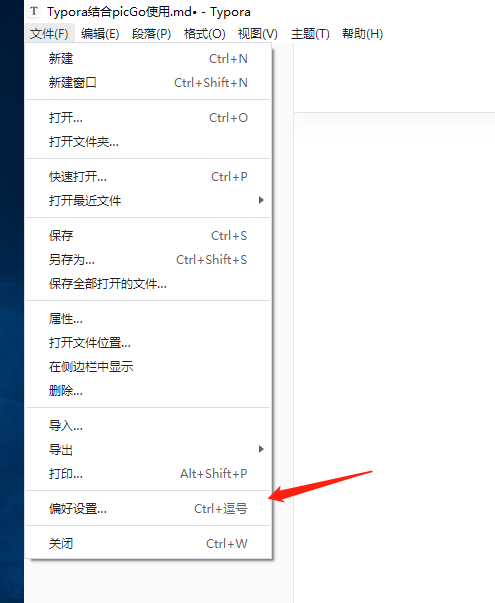 T Typora结合picGo使用.md• - Typora
文件(F) 编辑(E) 段落(P) 格式(O) 视图(V) 主题(T) 帮助(H)
新建 Ctrl+N
新建窗口 Ctrl+Shift+N
打开... Ctrl+O
打开文件夹...
快速打开... Ctrl+P
打开最近文件
保存 Ctrl+S
另存为... Ctrl+Shift+S
保存全部打开的文件...
属性...
打开文件位置...
在侧边栏中显示
删除...
导入...
导出
打印... Alt+Shift+P
偏好设置... Ctrl+逗号
关闭 Ctrl+W